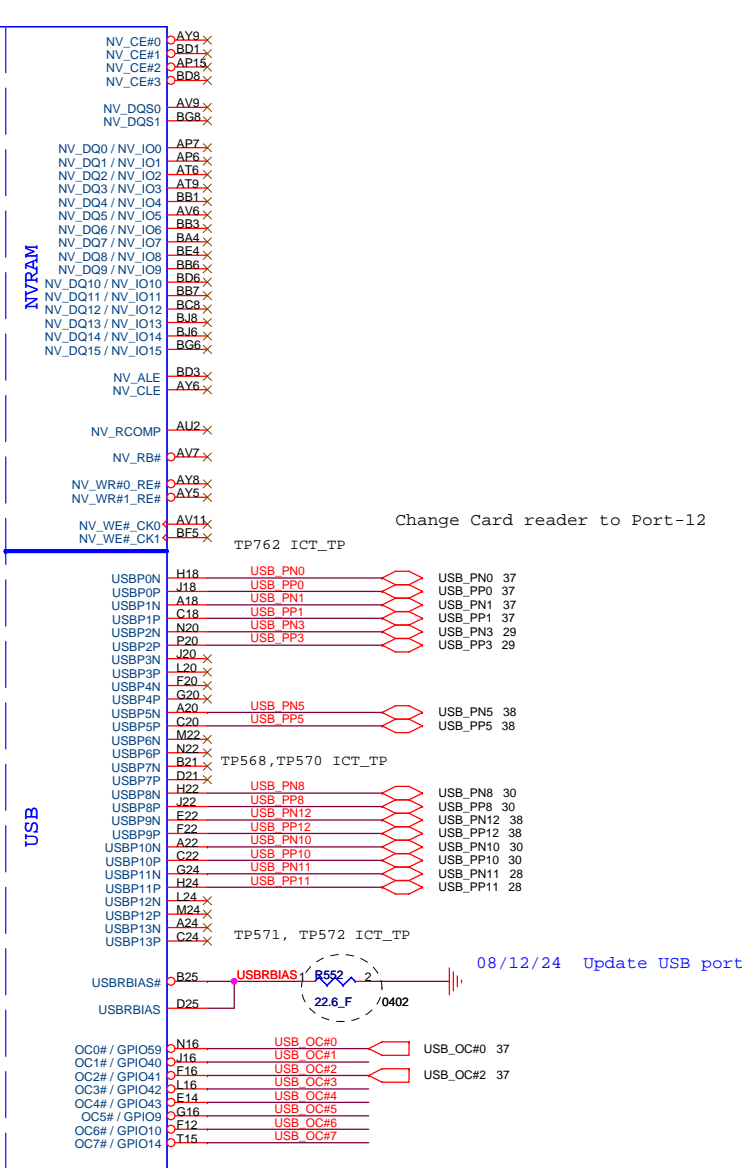 NVRAM
NV_CE#0 AY9
NV_CE#1 BD1
NV_CE#2 AP15
NV_CE#3 BD8
NV_DQS0 AV9
NV_DQS1 BG8
NV_DQ0 / NV_IO0 AP7
NV_DQ1 / NV_IO1 AP6
NV_DQ2 / NV_IO2 AT6
NV_DQ3 / NV_IO3 AT9
NV_DQ4 / NV_IO4 BB1
NV_DQ5 / NV_IO5 AV6
NV_DQ6 / NV_IO6 BB3
NV_DQ7 / NV_IO7 BA4
NV_DQ8 / NV_IO8 BE4
NV_DQ9 / NV_IO9 BB6
NV_DQ10 / NV_IO10 BD6
NV_DQ11 / NV_IO11 BB7
NV_DQ12 / NV_IO12 BC8
NV_DQ13 / NV_IO13 BJ8
NV_DQ14 / NV_IO14 BJ6
NV_DQ15 / NV_IO15 BG6
NV_ALE BD3
NV_CLE AY6
NV_RCOMP AU2
NV_RB# AV7
NV_WR#0_RE# AY8
NV_WR#1_RE# AY5
NV_WE#_CK0 AV11
NV_WE#_CK1 BF5
Change Card reader to Port-12
TP762 ICT_TP
USB
USBP0N H18 USB_PN0 USB_PN0 37
USBP0P J18 USB_PP0 USB_PP0 37
USBP1N A18 USB_PN1 USB_PN1 37
USBP1P C18 USB_PP1 USB_PP1 37
USBP2N N20 USB_PN3 USB_PN3 29
USBP2P P20 USB_PP3 USB_PP3 29
USBP3N J20
USBP3P L20
USBP4N F20
USBP4P G20
USBP5N A20 USB_PN5 USB_PN5 38
USBP5P C20 USB_PP5 USB_PP5 38
USBP6N M22
USBP6P N22
USBP7N B21
USBP7P D21
TP568,TP570 ICT_TP
USBP8N H22 USB_PN8 USB_PN8 30
USBP8P J22 USB_PP8 USB_PP8 30
USBP9N E22 USB_PN12 USB_PN12 38
USBP9P F22 USB_PP12 USB_PP12 38
USBP10N A22 USB_PN10 USB_PN10 30
USBP10P C22 USB_PP10 USB_PP10 30
USBP11N G24 USB_PN11 USB_PN11 28
USBP11P H24 USB_PP11 USB_PP11 28
USBP12N L24
USBP12P M24
USBP13N A24
USBP13P C24
TP571, TP572 ICT_TP
08/12/24 Update USB port
USBRBIAS# B25 USBRBIAS 1 R552 2
22.6_F /0402
USBRBIAS D25
OC0# / GPIO59 N16 USB_OC#0 USB_OC#0 37
OC1# / GPIO40 J16 USB_OC#1
OC2# / GPIO41 F16 USB_OC#2 USB_OC#2 37
OC3# / GPIO42 L16 USB_OC#3
OC4# / GPIO43 E14 USB_OC#4
OC5# / GPIO9 G16 USB_OC#5
OC6# / GPIO10 F12 USB_OC#6
OC7# / GPIO14 T15 USB_OC#7